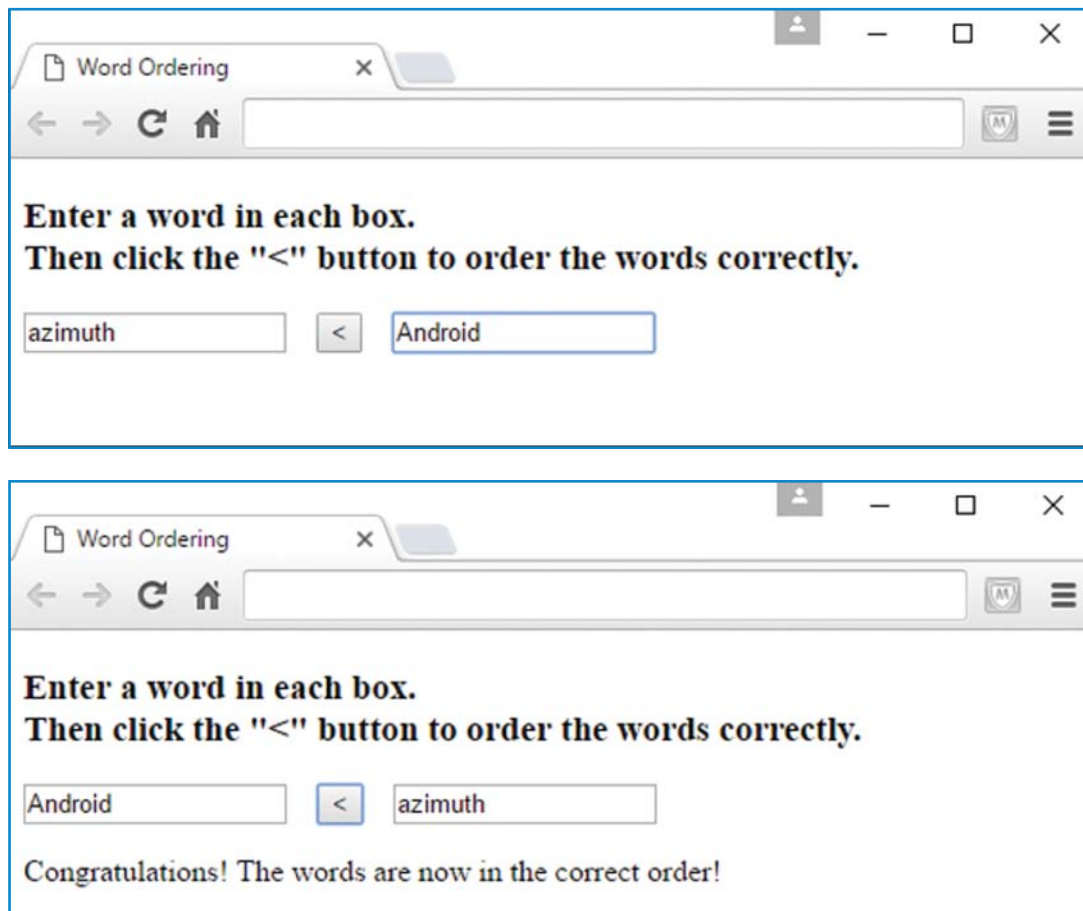 Word Ordering
Enter a word in each box.
Then click the "<" button to order the words correctly.
azimuth < Android
Word Ordering
Enter a word in each box.
Then click the "<" button to order the words correctly.
Android < azimuth
Congratulations! The words are now in the correct order!